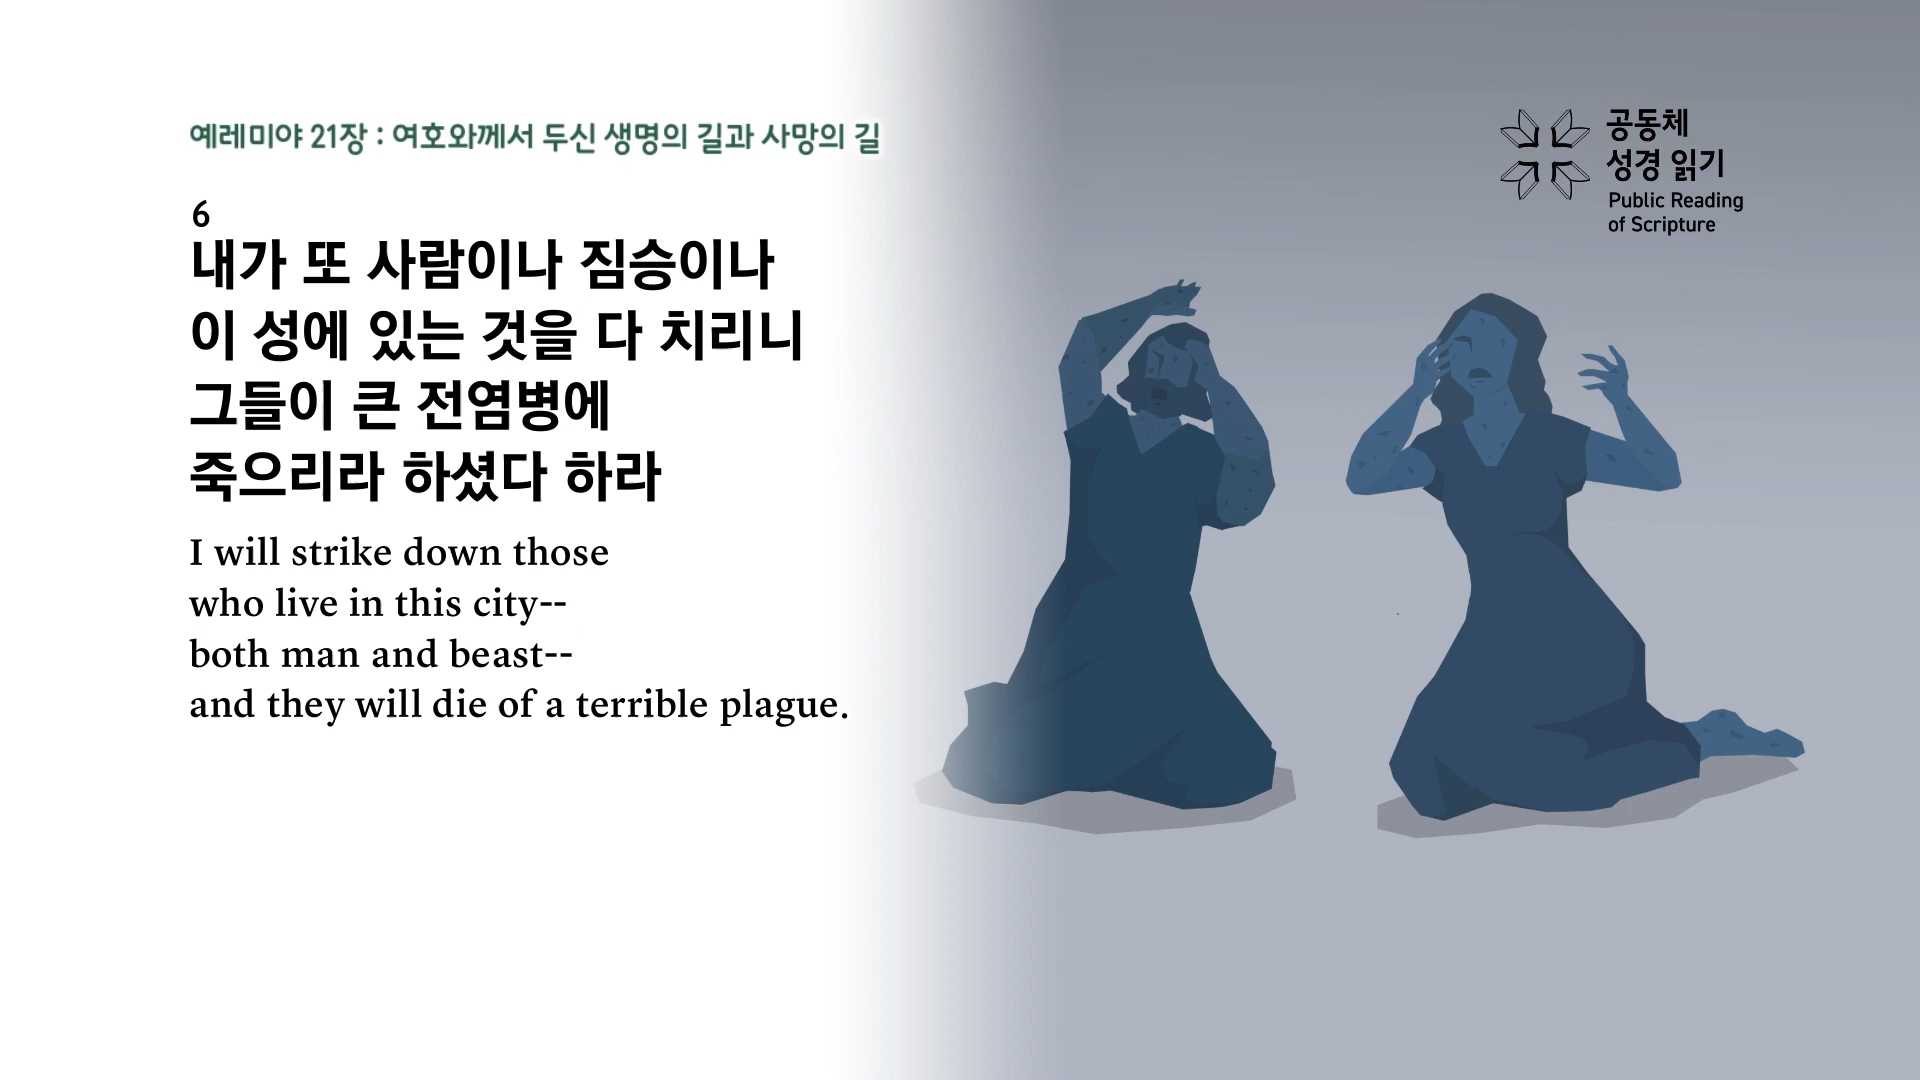 예레미야 21장 : 여호와께서 두신 생명의 길과 사망의 길
6
내가 또 사람이나 짐승이나
이 성에 있는 것을 다 치리니
그들이 큰 전염병에
죽으리라 하셨다 하라
I will strike down those
who live in this city--
both man and beast--
and they will die of a terrible plague.
공동체
성경 읽기
Public Reading
of Scripture